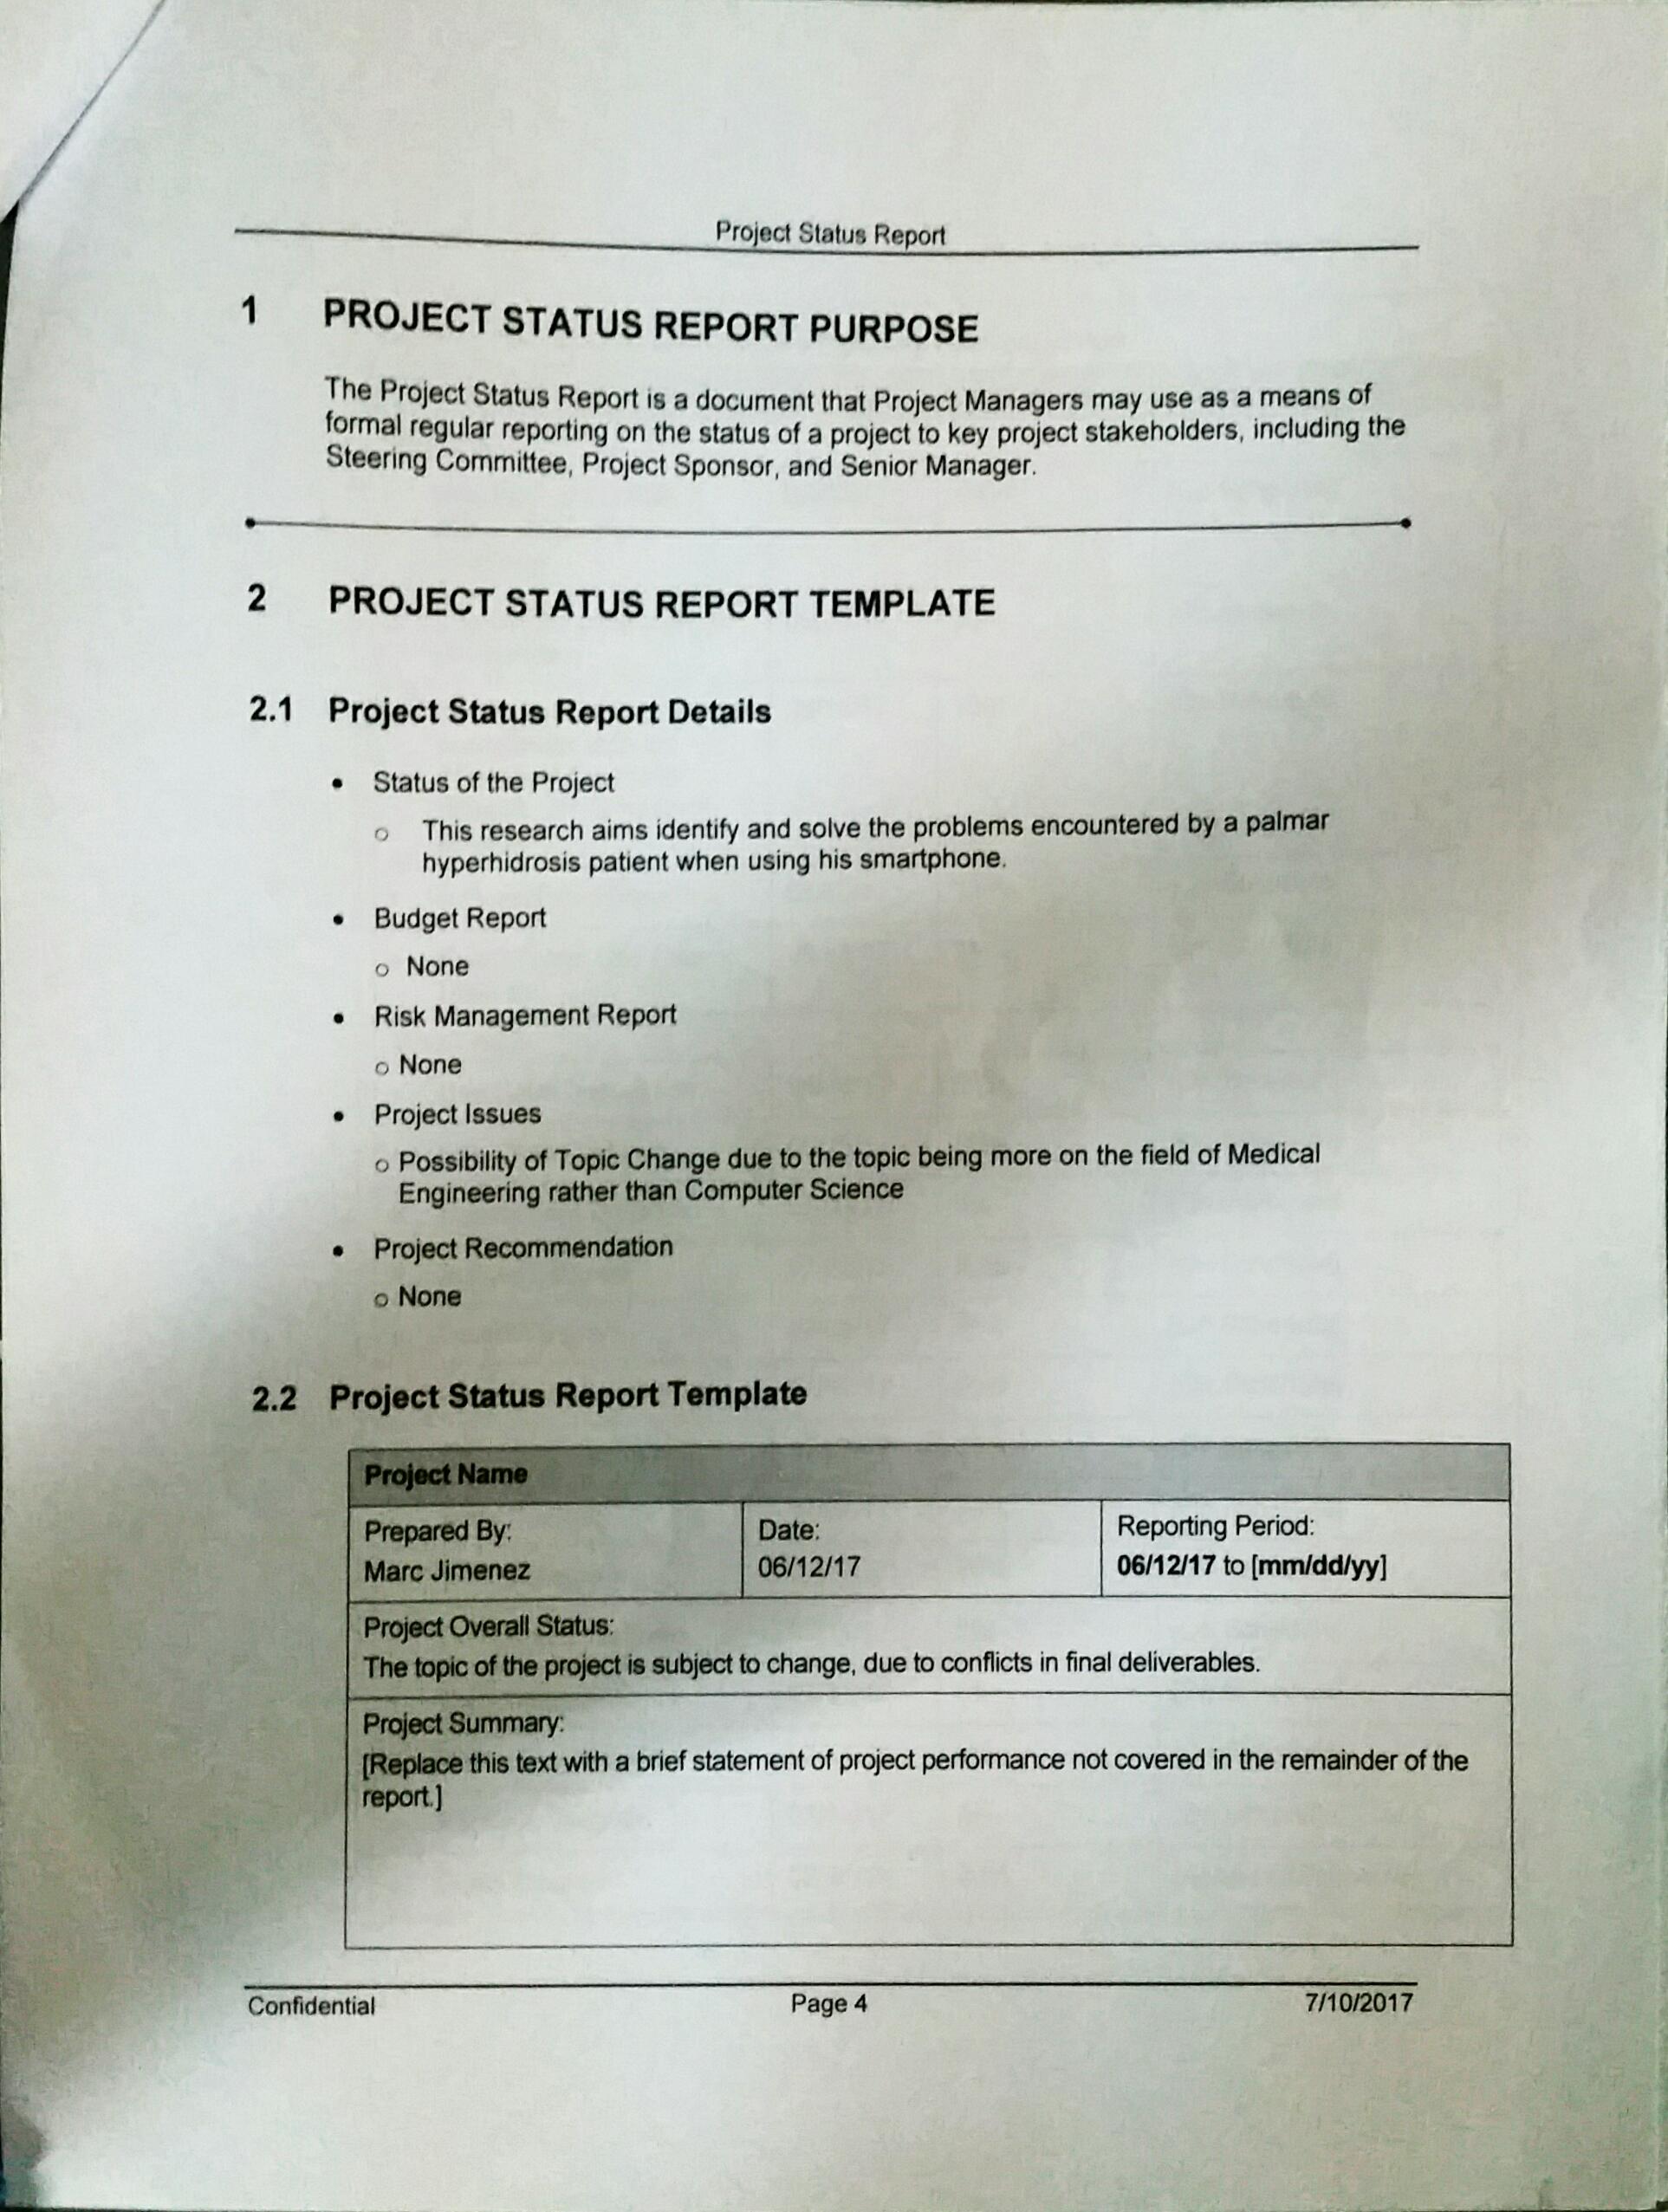 Project Status Report
1 PROJECT STATUS REPORT PURPOSE
The Project Status Report is a document that Project Managers may use as a means of
formal regular reporting on the status of a project to key project stakeholders, including the
Steering Committee, Project Sponsor, and Senior Manager.
2 PROJECT STATUS REPORT TEMPLATE
2.1 Project Status Report Details
• Status of the Project
o This research aims identify and solve the problems encountered by a palmar
hyperhidrosis patient when using his smartphone.
• Budget Report
o None
• Risk Management Report
o None
• Project Issues
o Possibility of Topic Change due to the topic being more on the field of Medical
Engineering rather than Computer Science
• Project Recommendation
o None
2.2 Project Status Report Template
Project Name
Prepared By: Date: Reporting Period:
Marc Jimenez 06/12/17 06/12/17 to [mm/dd/yy]
Project Overall Status:
The topic of the project is subject to change, due to conflicts in final deliverables.
Project Summary:
[Replace this text with a brief statement of project performance not covered in the remainder of the
report.]
Confidential Page 4 7/10/2017